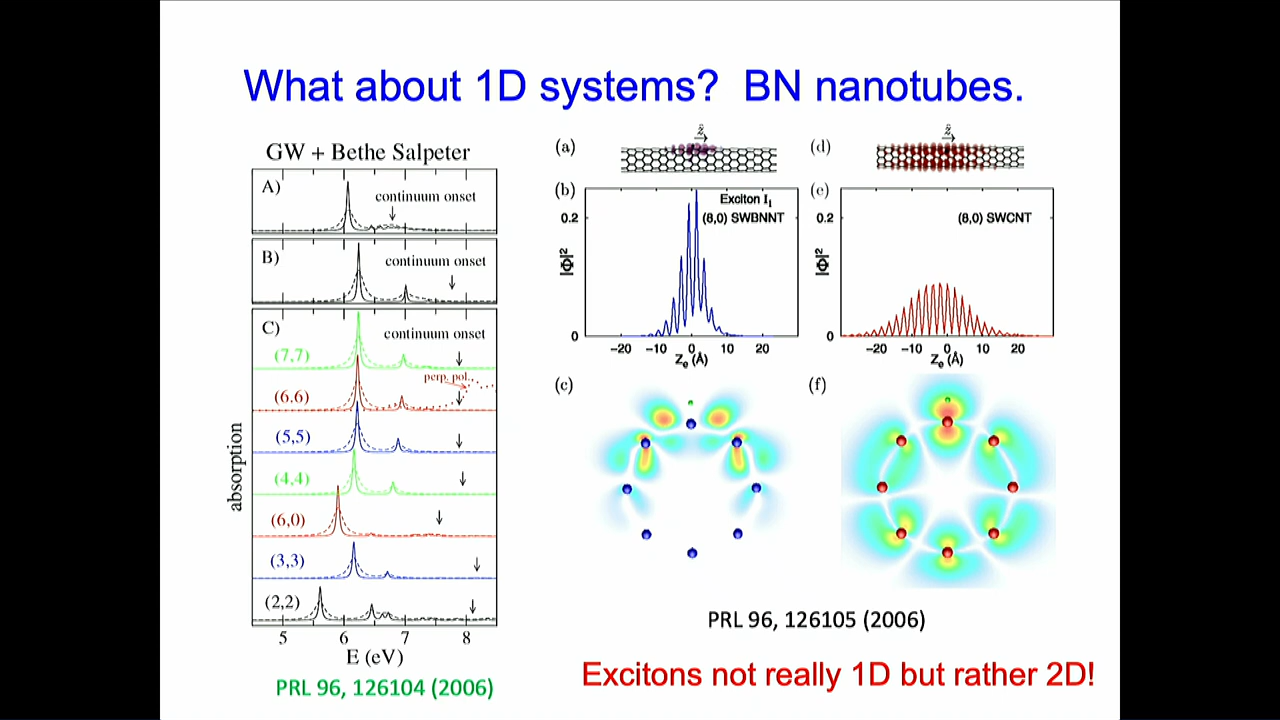 What about 1D systems?  BN nanotubes.
GW + Bethe Salpeter
A)
continuum onset
B)
continuum onset
C)
continuum onset
(7,7)
perp. pol.
(6,6)
(5,5)
(4,4)
(6,0)
(3,3)
(2,2)
absorption
5 6 7 8
E (eV)
PRL 96, 126104 (2006)
(a)
ẑ
(b)
Exciton I₁
(8,0) SWBNNT
0.2
|Φ|²
0
−20 −10 0 10 20
Zₑ (Å)
(c)
(d)
ẑ
(e)
(8,0) SWCNT
0.2
|Φ|²
0
−20 −10 0 10 20
Zₑ (Å)
(f)
PRL 96, 126105 (2006)
Excitons not really 1D but rather 2D!